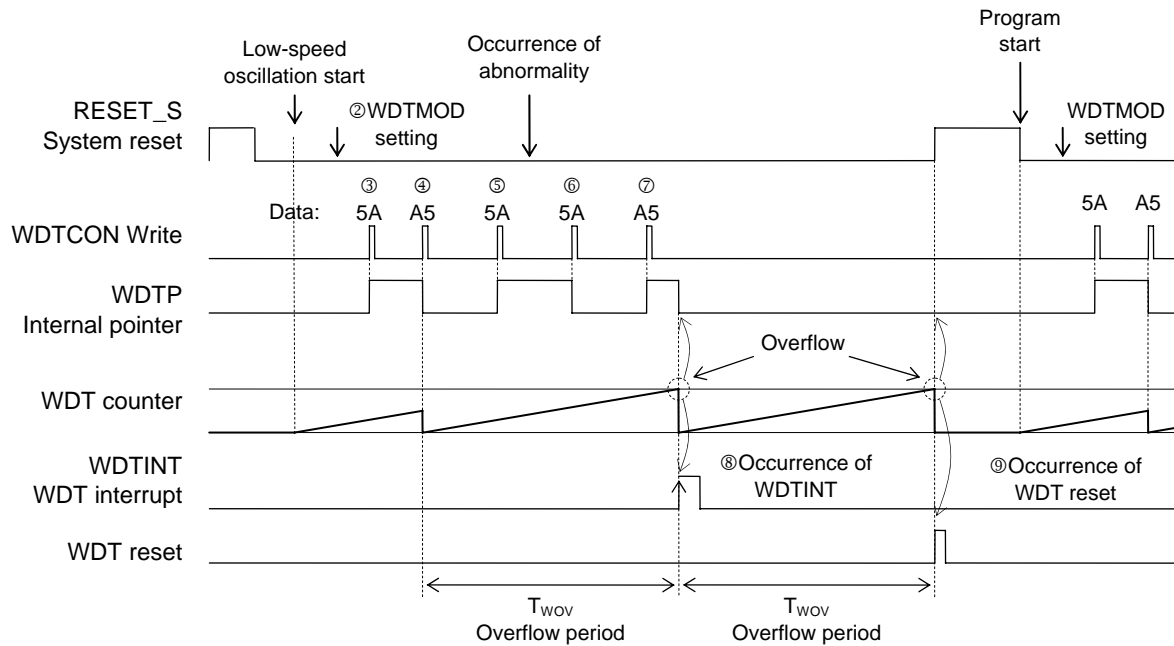 Program
start
Low-speed
oscillation start
Occurrence of
abnormality
RESET_S
System reset
②WDTMOD
setting
WDTMOD
setting
③ ④ ⑤ ⑥ ⑦
Data: 5A A5 5A 5A A5 5A A5
WDTCON Write
WDTP
Internal pointer
Overflow
WDT counter
WDTINT
WDT interrupt
⑧Occurrence of
WDTINT
⑨Occurrence of
WDT reset
WDT reset
TWOV
Overflow period
TWOV
Overflow period